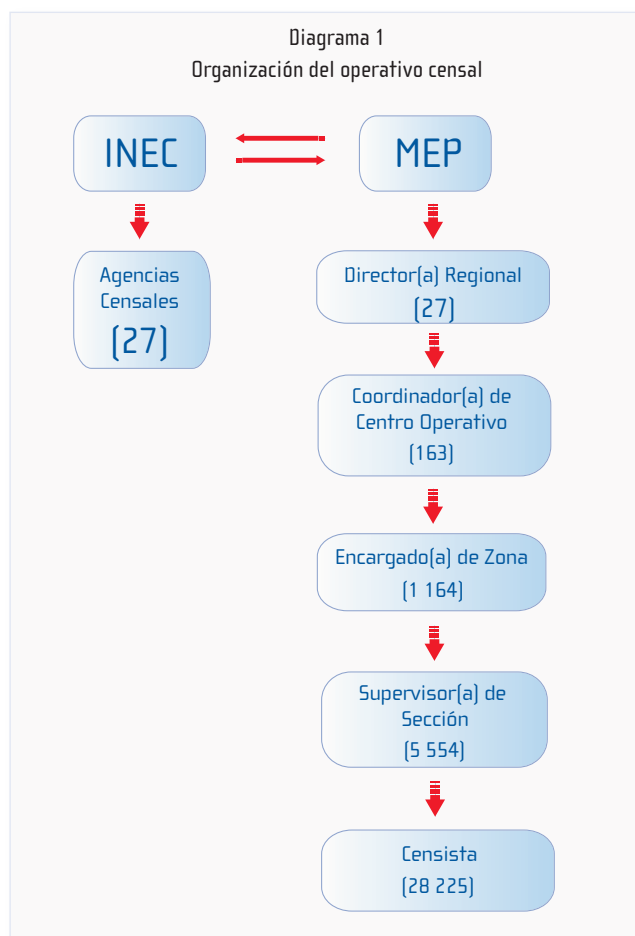 Diagrama 1
Organización del operativo censal
INEC
MEP
Agencias
Censales
(27)
Director(a) Regional
(27)
Coordinador(a) de
Centro Operativo
(163)
Encargado(a) de Zona
(1 164)
Supervisor(a) de
Sección
(5 554)
Censista
(28 225)